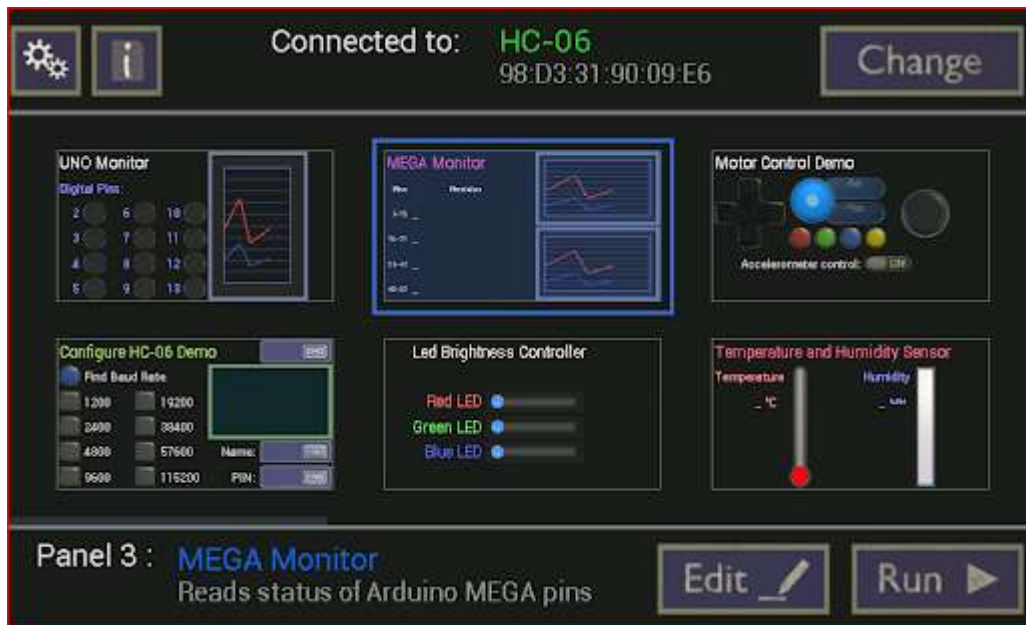 Connected to: HC-06
98:D3:31:90:09:E6
Change
UNO Monitor
Digital Pins:
2 6 10
3 7 11
4 8 12
5 9 13
MEGA Monitor
Pins
Motor Control Demo
Accelerometer control:
Configure HC-06 Demo
Find Baud Rate
1200 19200
2400 38400
4800 57600 Name:
9600 115200 PIN:
Led Brightness Controller
Red LED
Green LED
Blue LED
Temperature and Humidity Sensor
Temperature Humidity
_ °C
Panel 3 : MEGA Monitor
Reads status of Arduino MEGA pins
Edit
Run